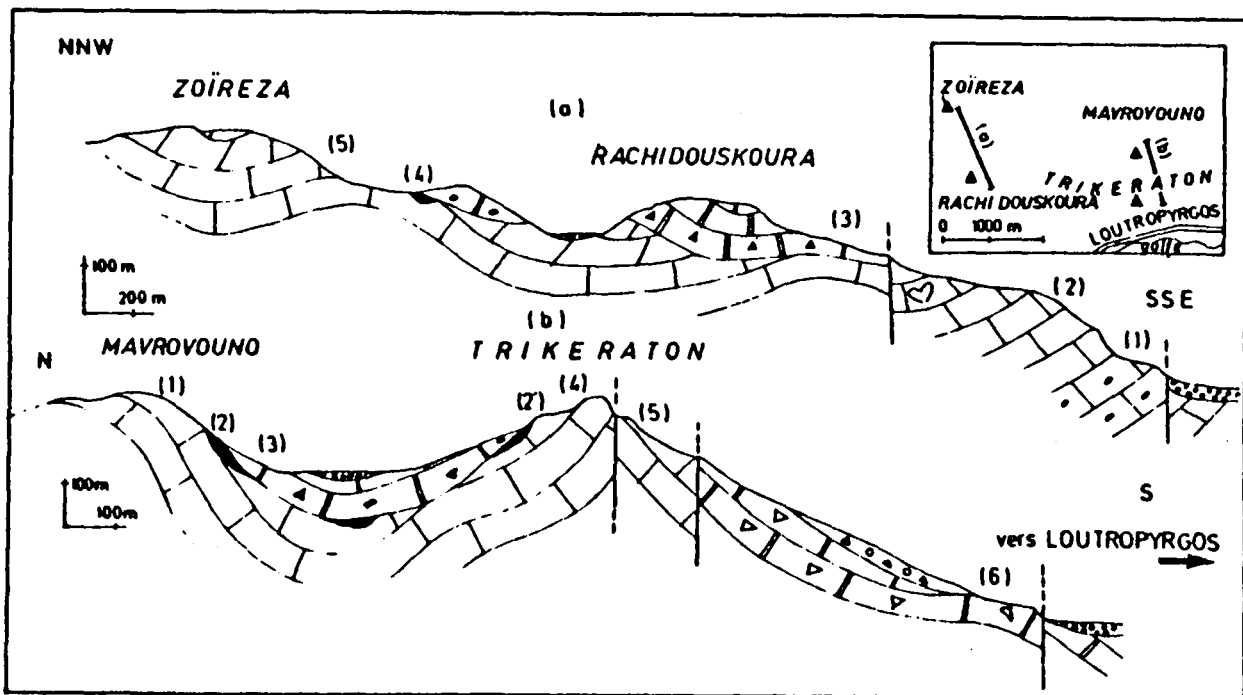 NNW
ZOÏREZA
(a)
(5)
(4)
RACHIDOUSKOURA
(3)
(2)
SSE
(1)
100 m
200 m
ZOÏREZA
(a)
MAVROVOUNO
(b)
TRIKERATON
RACHIDOUSKOURA
LOUTROPYRGOS
0 1000 m
(b)
N
MAVROVOUNO
TRIKERATON
(1)
(2)
(3)
(2')
(4)
(5)
S
vers LOUTROPYRGOS
(6)
100m
100m